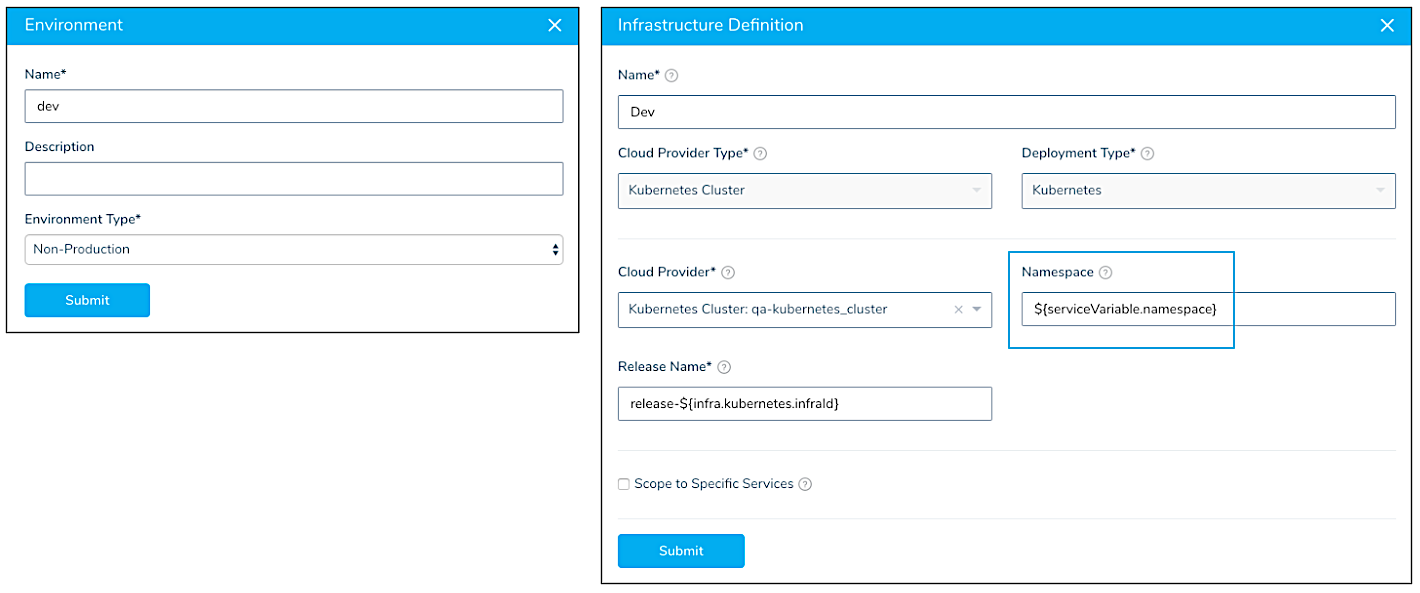 Environment
Name*
dev
Description
Environment Type*
Non-Production
Submit
Infrastructure Definition
Name* ?
Dev
Cloud Provider Type* ?
Deployment Type* ?
Kubernetes Cluster
Kubernetes
Cloud Provider* ?
Namespace ?
Kubernetes Cluster: qa-kubernetes_cluster
${serviceVariable.namespace}
Release Name* ?
release-${infra.kubernetes.infraId}
Scope to Specific Services ?
Submit